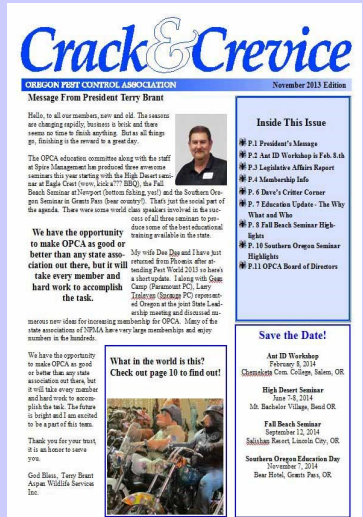 Crack & Crevice
OREGON PEST CONTROL ASSOCIATION
November 2013 Edition
Message From President Terry Brant
Hello, to all our members, new and old. The seasons
are changing rapidly, business is brisk and there
seems no time to finish anything. But as all things
go, finishing is the reward to a great day.
The OPCA education committee along with the staff
at Spire Management has produced three awesome
seminars this year starting with the High Desert semi-
nar at Eagle Crest (wow, kick a??? BBQ), the Fall
Beach Seminar at Newport (bottom fishing, yes!) and the Southern Ore-
gon Seminar in Grants Pass (bear country!). That's just the social part of
the agenda. There were some world class speakers involved in the suc-
cess of all three seminars to pro-
duce some of the best educational
training available in the state.
We have the opportunity
to make OPCA as good or
better than any state asso-
ciation out there, but it will
take every member and
hard work to accomplish
the task.
My wife Dee Dee and I have just
returned from Phoenix after at-
tending Pest World 2013 so here's
a short update. I along with
Camp (Paramount PC), Larry
Treleven (Sprague PC) represent-
ed Oregon at the joint State Lead-
ership meeting and discussed nu-
merous new ideas for increasing membership for OPCA. Many of the
state associations of NPMA have very large memberships and enjoy
numbers in the hundreds.
We have the opportunity
to make OPCA as good
or better than any state
association out there, but
it will take every member
and hard work to accom-
plish the task. The future
is bright and I am excited
to be a part of this team.
Thank you for your trust,
it is an honor to serve
you.
God Bless, Terry Brant
Aspen Wildlife Services
Inc.
What in the world is this?
Check out page 10 to find out!
Inside This Issue
P.1 President's Message
P.2 Ant ID Workshop is Feb. 8.th
P.3 Legislative Affairs Report
P.4 Membership Info
P. 6 Dave's Critter Corner
P. 7 Education Update - The Why
What and Who
P. 8 Fall Beach Seminar High-
lights
P. 10 Southern Oregon Seminar
Highlights
P.11 OPCA Board of Directors
Save the Date!
Ant ID Workshop
February 8, 2014
Chemeketa Com. College, Salem, OR
High Desert Seminar
June 7-8, 2014
Mt. Bachelor Village, Bend OR
Fall Beach Seminar
September 12, 2014
Salishan Resort, Lincoln City, OR
Southern Oregon Education Day
November 7, 2014
Bear Hotel, Grants Pass, OR